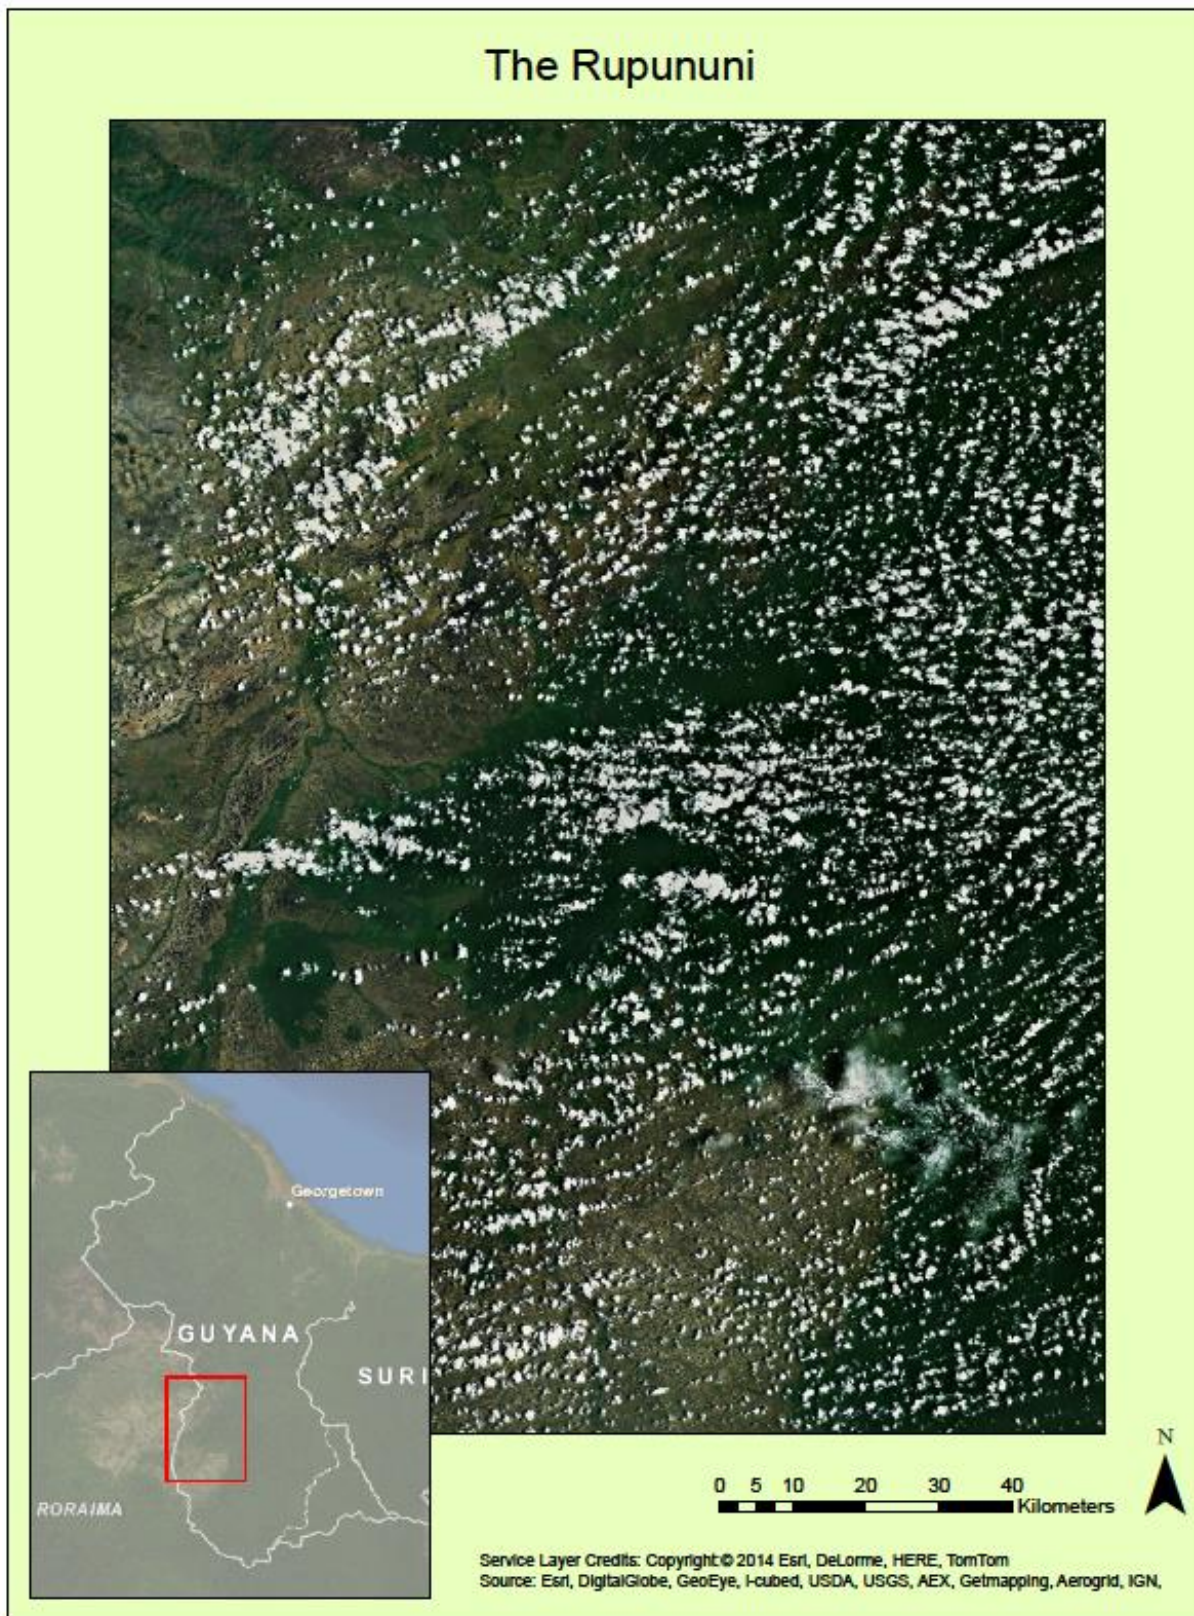 The Rupununi
Georgetown
GUYANA
SURI
RORAIMA
N
0 5 10 20 30 40
Kilometers
Service Layer Credits: Copyright:© 2014 Esri, DeLorme, HERE, TomTom
Source: Esri, DigitalGlobe, GeoEye, i-cubed, USDA, USGS, AEX, Getmapping, Aerogrid, IGN,